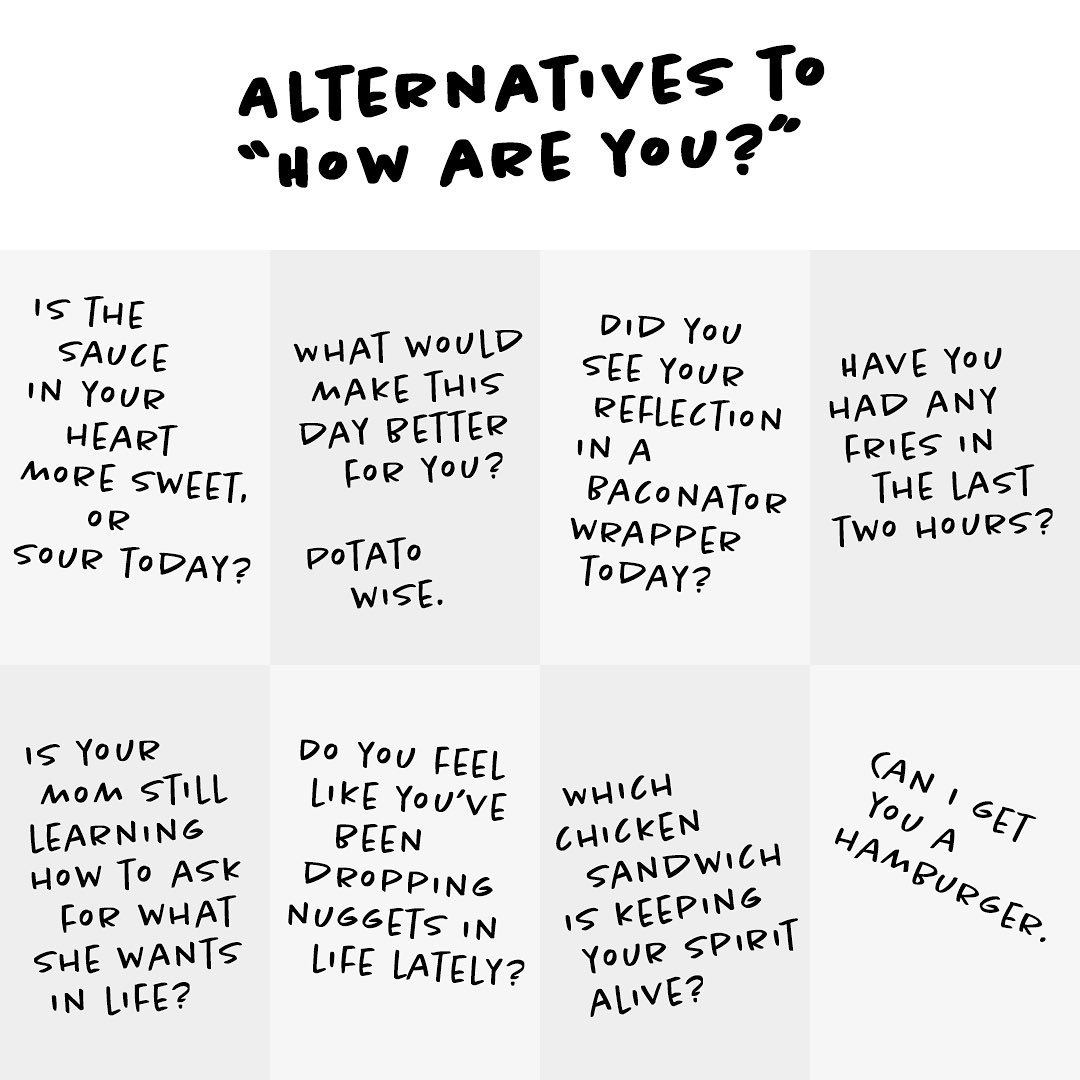 ALTERNATIVES TO
"HOW ARE YOU?"
IS THE
SAUCE
IN YOUR
HEART
MORE SWEET,
OR
SOUR TODAY?
WHAT WOULD
MAKE THIS
DAY BETTER
FOR YOU?
POTATO
WISE.
DID YOU
SEE YOUR
REFLECTION
IN A
BACONATOR
WRAPPER
TODAY?
HAVE YOU
HAD ANY
FRIES IN
THE LAST
TWO HOURS?
IS YOUR
MOM STILL
LEARNING
HOW TO ASK
FOR WHAT
SHE WANTS
IN LIFE?
DO YOU FEEL
LIKE YOU'VE
BEEN
DROPPING
NUGGETS IN
LIFE LATELY?
WHICH
CHICKEN
SANDWICH
IS KEEPING
YOUR SPIRIT
ALIVE?
CAN I GET
YOU A
HAMBURGER.